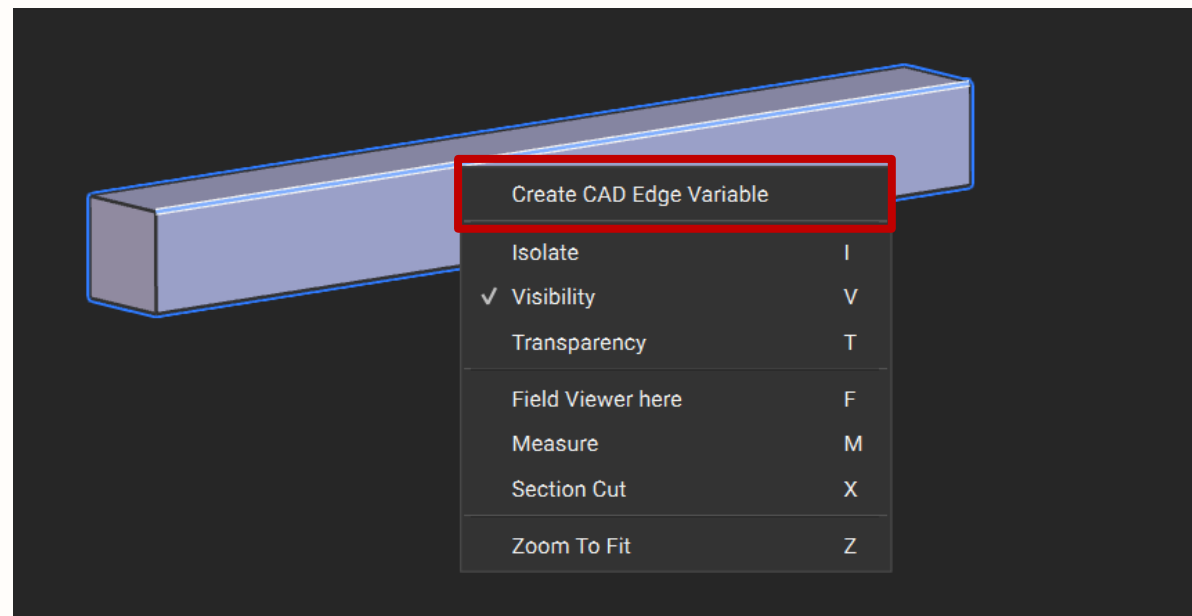 Create CAD Edge Variable
Isolate I
Visibility V
Transparency T
Field Viewer here F
Measure M
Section Cut X
Zoom To Fit Z